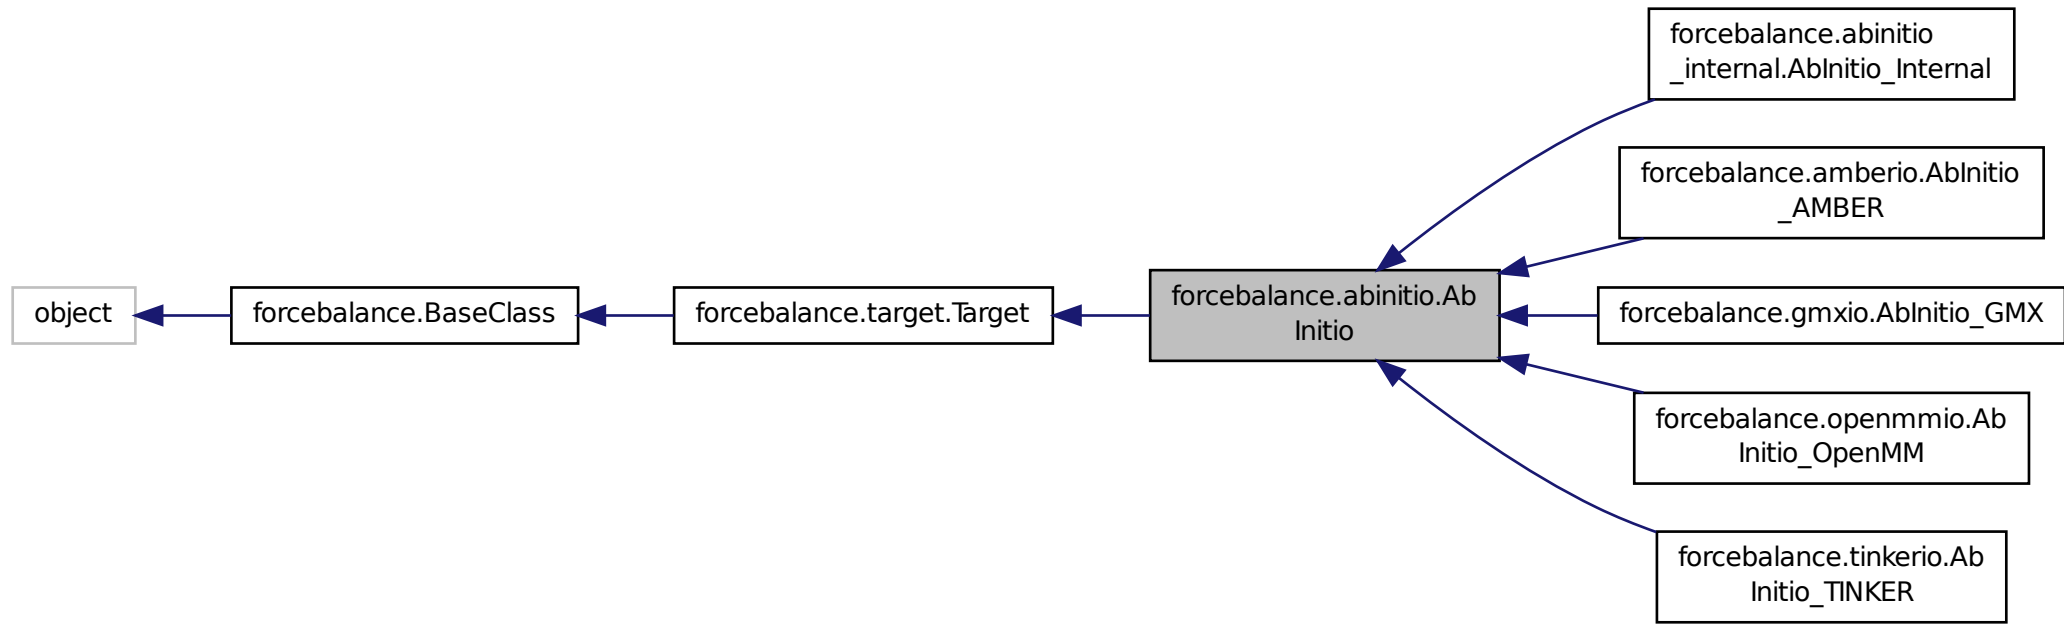 forcebalance.abinitio
_internal.AbInitio_Internal
forcebalance.amberio.AbInitio
_AMBER
object
forcebalance.BaseClass
forcebalance.target.Target
forcebalance.abinitio.Ab
Initio
forcebalance.gmxio.AbInitio_GMX
forcebalance.openmmio.Ab
Initio_OpenMM
forcebalance.tinkerio.Ab
Initio_TINKER